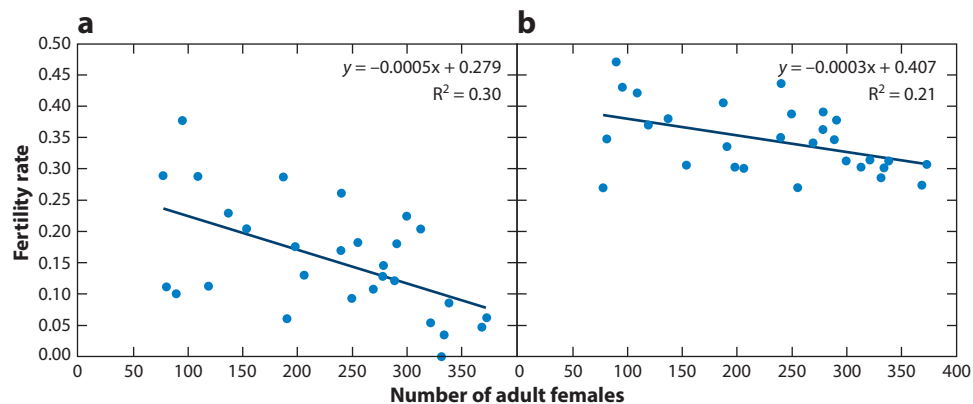 a
b
y = –0.0005x + 0.279
R² = 0.30
y = –0.0003x + 0.407
R² = 0.21
Fertility rate
0.50
0.45
0.40
0.35
0.30
0.25
0.20
0.15
0.10
0.05
0.00
0 50 100 150 200 250 300 350
0 50 100 150 200 250 300 350 400
Number of adult females